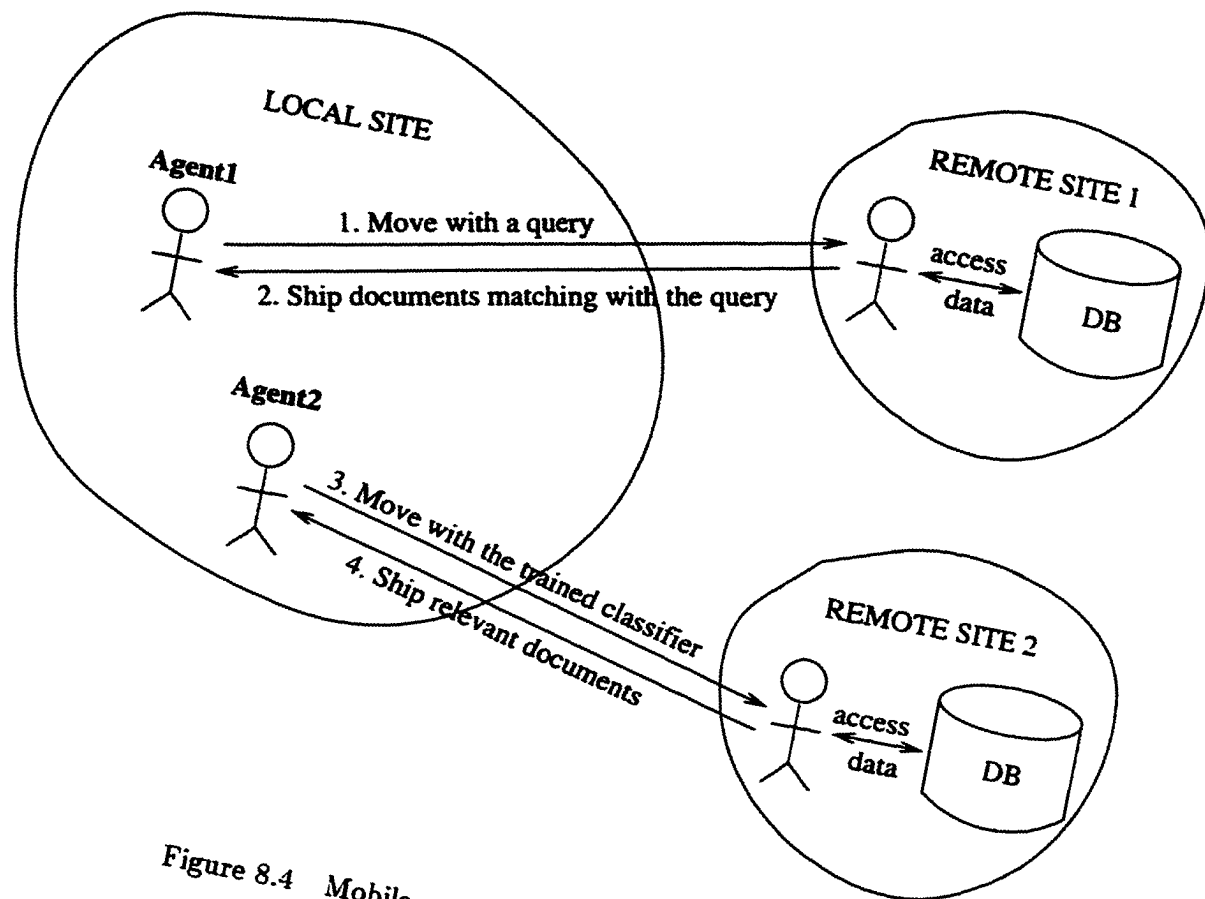 LOCAL SITE
Agent1
1. Move with a query
2. Ship documents matching with the query
REMOTE SITE 1
access
data
DB
Agent2
3. Move with the trained classifier
4. Ship relevant documents
REMOTE SITE 2
access
data
DB
Figure 8.4 Mobile